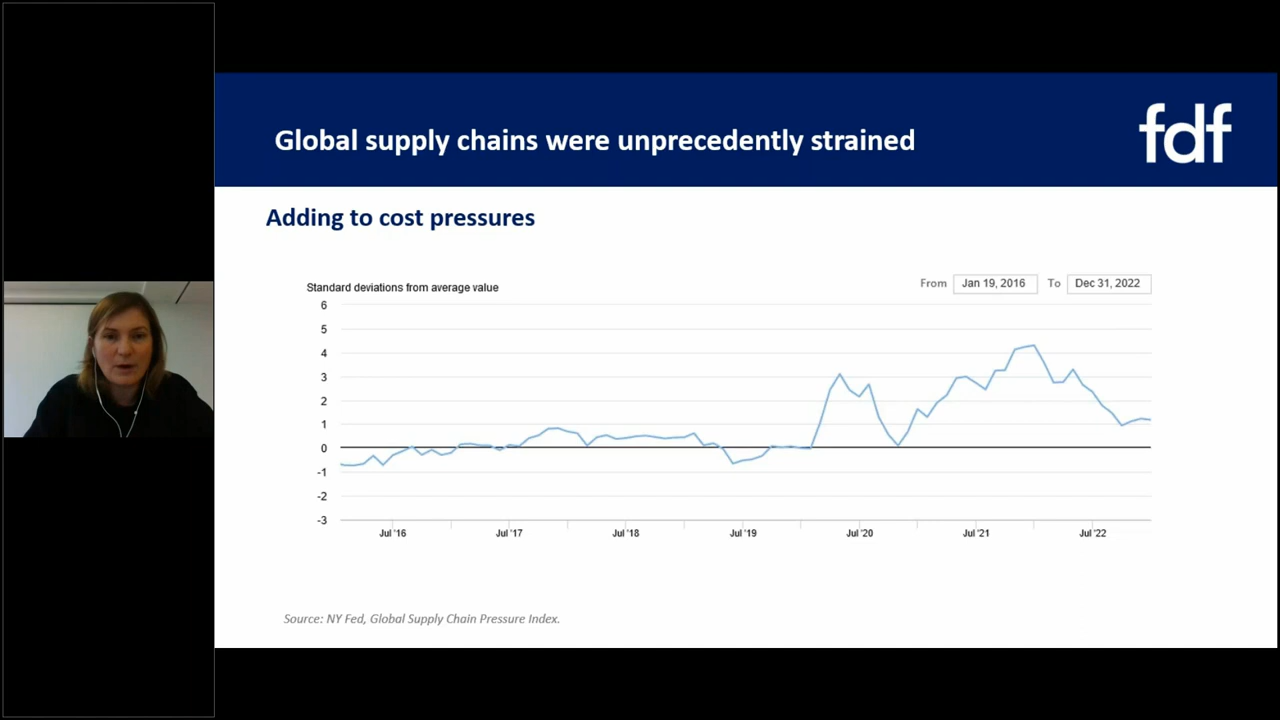 Global supply chains were unprecedently strained
fdf
Adding to cost pressures
Standard deviations from average value
From Jan 19, 2016 To Dec 31, 2022
6
5
4
3
2
1
0
-1
-2
-3
Jul '16 Jul '17 Jul '18 Jul '19 Jul '20 Jul '21 Jul '22
Source: NY Fed, Global Supply Chain Pressure Index.